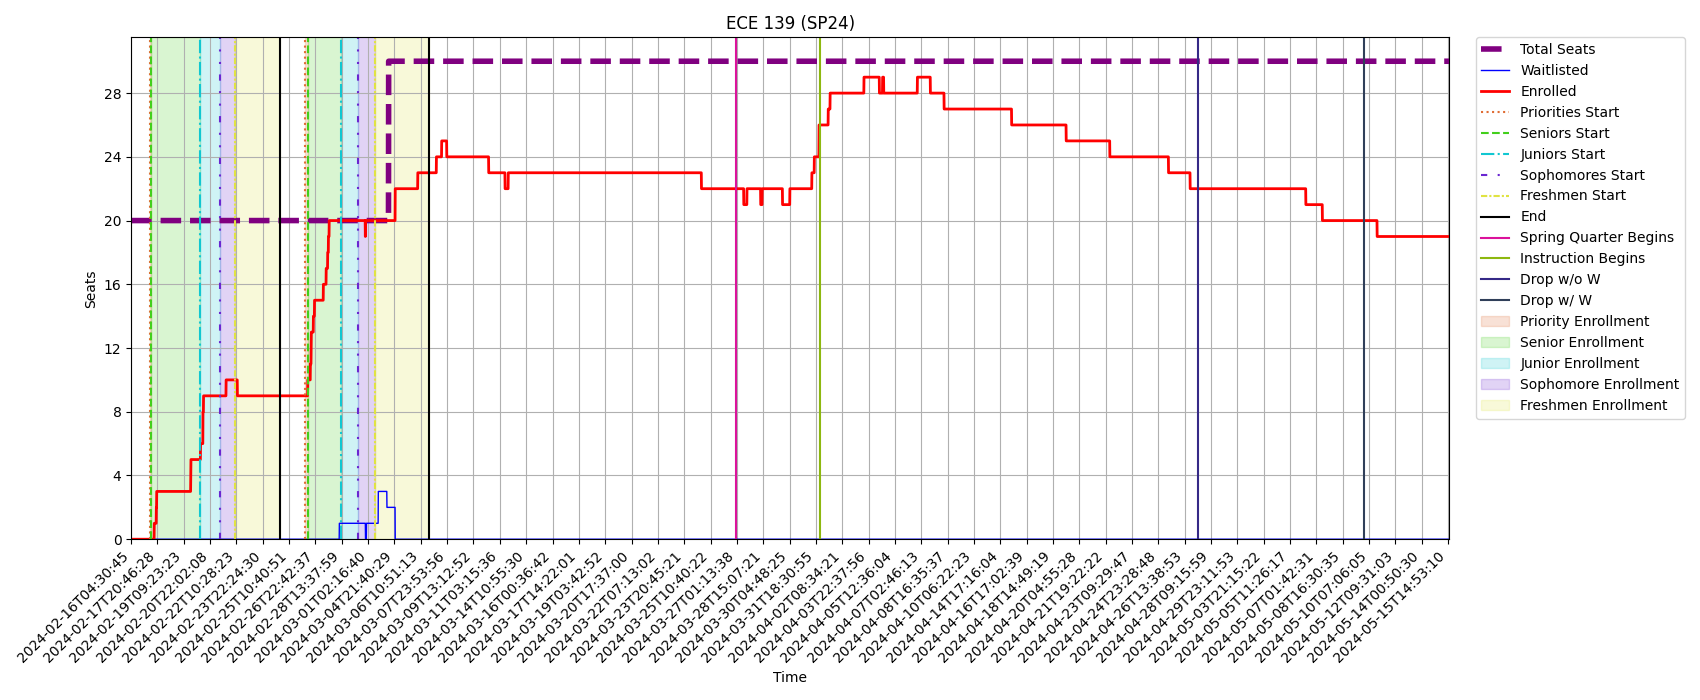 ECE 139 (SP24)
Seats
28
24
20
16
12
8
4
0
2024-02-16T04:30:45
2024-02-17T20:46:28
2024-02-19T09:23:23
2024-02-20T22:02:08
2024-02-22T10:28:23
2024-02-23T22:24:30
2024-02-25T10:40:51
2024-02-26T22:42:37
2024-02-28T13:37:59
2024-03-01T02:16:40
2024-03-04T21:40:29
2024-03-06T10:51:13
2024-03-07T23:53:56
2024-03-09T13:12:52
2024-03-11T03:15:36
2024-03-14T10:55:30
2024-03-16T00:36:42
2024-03-17T14:22:01
2024-03-19T03:42:52
2024-03-20T17:37:00
2024-03-22T07:13:02
2024-03-23T20:45:21
2024-03-25T10:40:22
2024-03-27T01:13:38
2024-03-28T15:07:21
2024-03-30T04:48:25
2024-03-31T18:30:55
2024-04-02T08:34:21
2024-04-03T22:37:56
2024-04-05T12:36:04
2024-04-07T02:46:13
2024-04-08T16:35:37
2024-04-10T06:22:23
2024-04-14T17:16:04
2024-04-16T17:02:39
2024-04-18T14:49:19
2024-04-20T04:55:28
2024-04-21T19:22:22
2024-04-23T09:29:47
2024-04-24T23:28:48
2024-04-26T13:38:53
2024-04-28T09:15:59
2024-04-29T23:11:53
2024-05-03T21:15:22
2024-05-05T11:26:17
2024-05-07T01:42:31
2024-05-08T16:30:35
2024-05-10T07:06:05
2024-05-12T09:31:03
2024-05-14T00:50:30
2024-05-15T14:53:10
Time
Total Seats
Waitlisted
Enrolled
Priorities Start
Seniors Start
Juniors Start
Sophomores Start
Freshmen Start
End
Spring Quarter Begins
Instruction Begins
Drop w/o W
Drop w/ W
Priority Enrollment
Senior Enrollment
Junior Enrollment
Sophomore Enrollment
Freshmen Enrollment